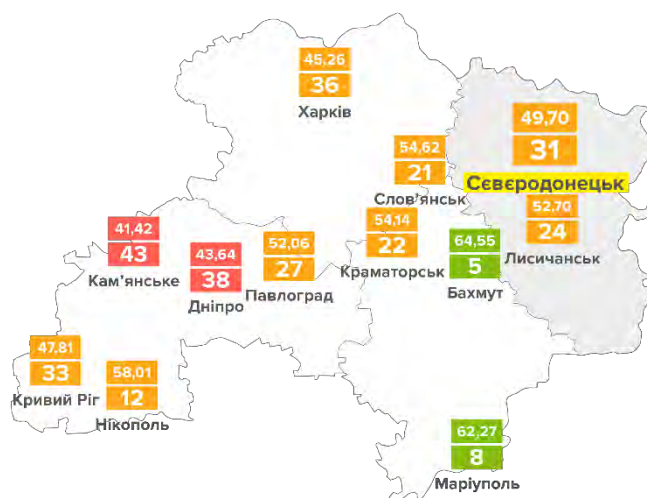 45,26
36
Харків
49,70
31
Сєвєродонецьк
54,62
21
Слов'янськ
52,70
24
Лисичанськ
54,14
22
Краматорськ
64,55
5
Бахмут
41,42
43
Кам'янське
43,64
38
Дніпро
52,06
27
Павлоград
47,81
33
Кривий Ріг
58,01
12
Нікополь
62,27
8
Маріуполь